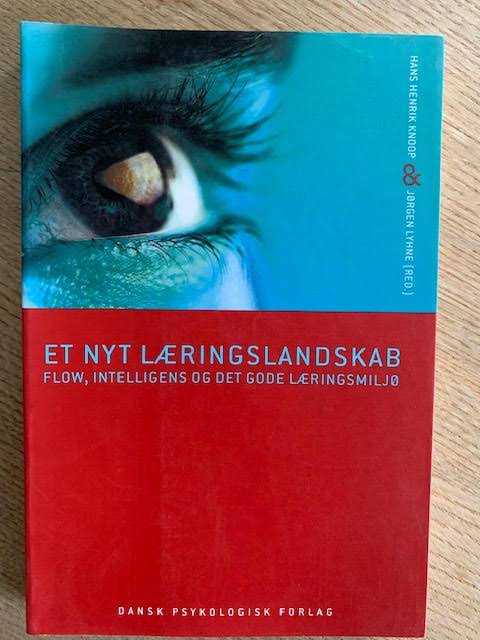 HANS HENRIK KNOOP & JØRGEN LYHNE (RED.)
ET NYT LÆRINGSLANDSKAB
FLOW, INTELLIGENS OG DET GODE LÆRINGSMILJØ
DANSK PSYKOLOGISK FORLAG